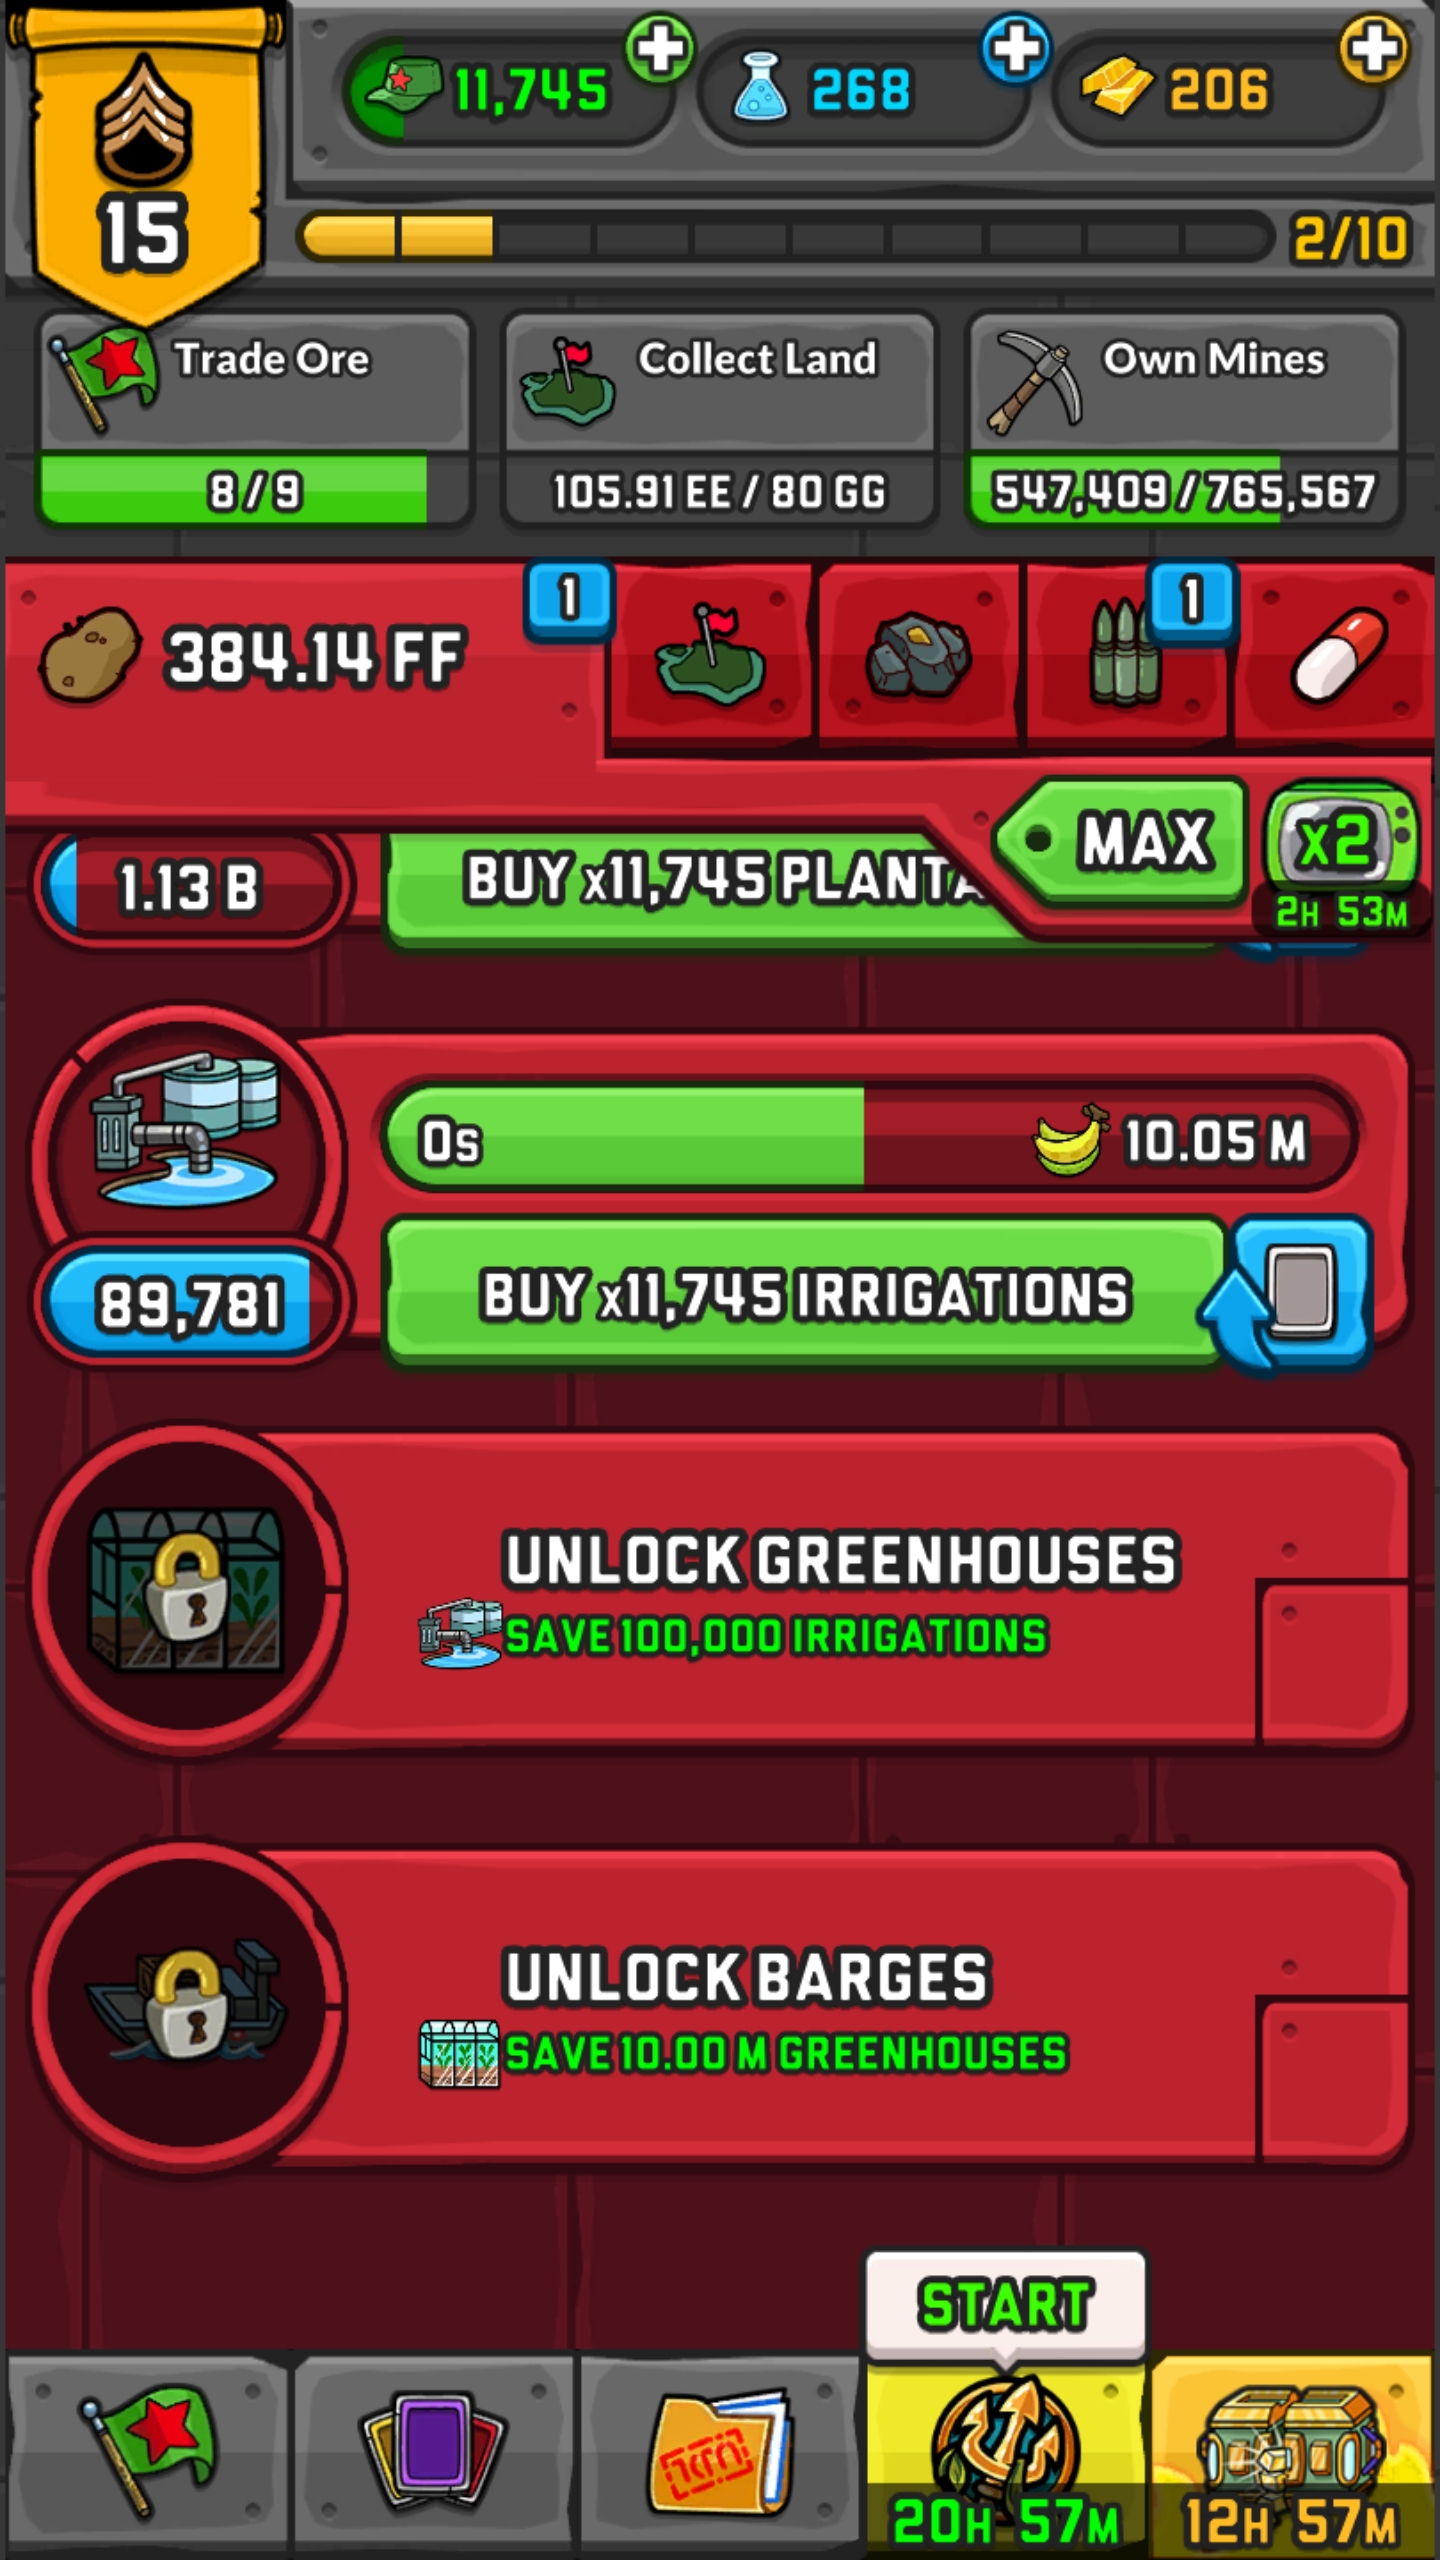 11,745
268
206
15
2/10
Trade Ore
Collect Land
Own Mines
8/9
105.91 EE / 80 GG
547,409/765,567
384.14 FF
1
1
MAX
x2
2H 53M
1.13 B
BUY x11,745 PLANTA
0s
10.05 M
89,781
BUY x11,745 IRRIGATIONS
UNLOCK GREENHOUSES
SAVE 100,000 IRRIGATIONS
UNLOCK BARGES
SAVE 10.00 M GREENHOUSES
START
20H 57M
12H 57M